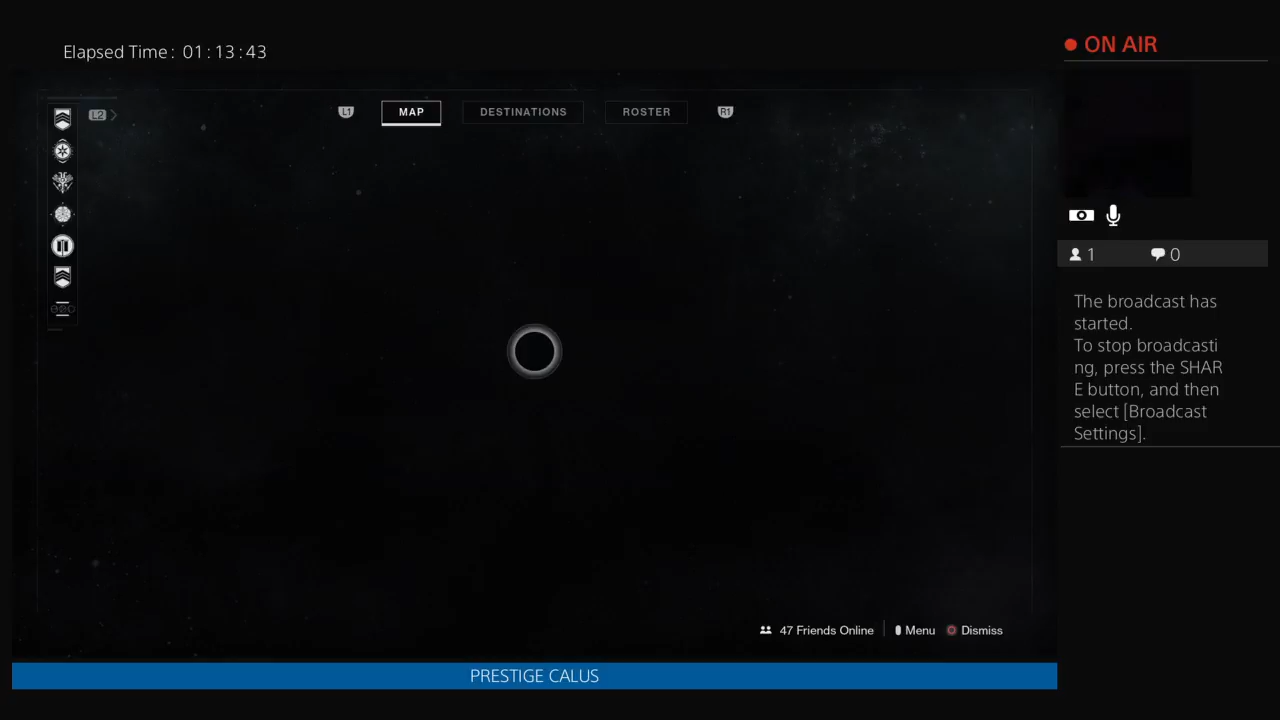 Elapsed Time: 01:13:43
ON AIR
L2
L1
MAP
DESTINATIONS
ROSTER
R1
1
0
The broadcast has
started.
To stop broadcasti
ng, press the SHAR
E button, and then
select [Broadcast
Settings].
47 Friends Online
Menu
Dismiss
PRESTIGE CALUS